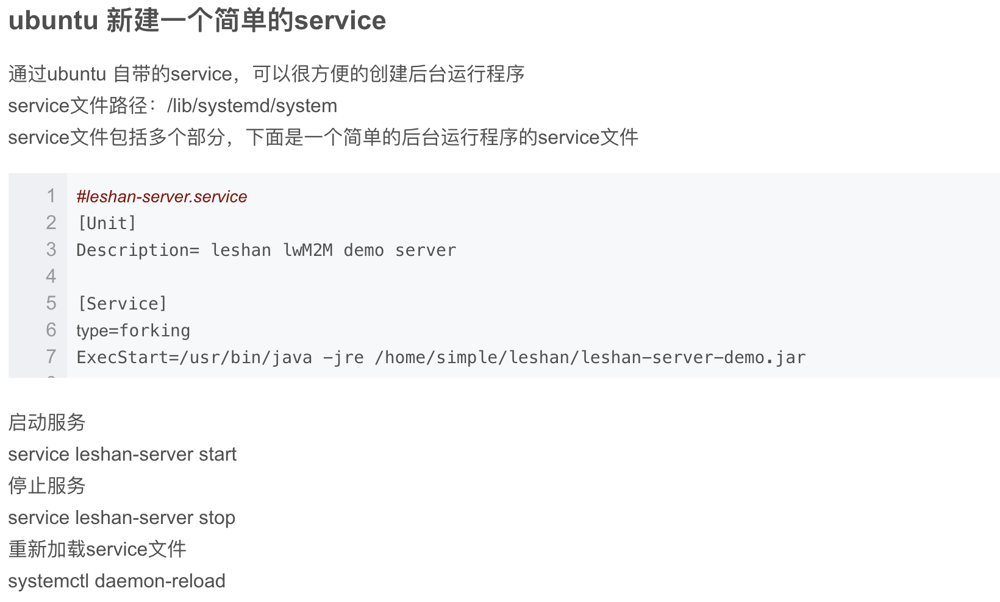 ubuntu 新建一个简单的service
通过ubuntu 自带的service，可以很方便的创建后台运行程序
service文件路径：/lib/systemd/system
service文件包括多个部分，下面是一个简单的后台运行程序的service文件
1 #leshan-server.service
2 [Unit]
3 Description= leshan lwM2M demo server
4
5 [Service]
6 type=forking
7 ExecStart=/usr/bin/java -jre /home/simple/leshan/leshan-server-demo.jar
启动服务
service leshan-server start
停止服务
service leshan-server stop
重新加载service文件
systemctl daemon-reload